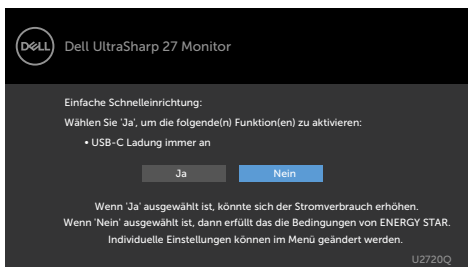 DELL Dell UltraSharp 27 Monitor
Einfache Schnelleinrichtung:
Wählen Sie 'Ja', um die folgende(n) Funktion(en) zu aktivieren:
• USB-C Ladung immer an
Ja Nein
Wenn 'Ja' ausgewählt ist, könnte sich der Stromverbrauch erhöhen.
Wenn 'Nein' ausgewählt ist, dann erfüllt das die Bedingungen von ENERGY STAR.
Individuelle Einstellungen können im Menü geändert werden.
U2720Q